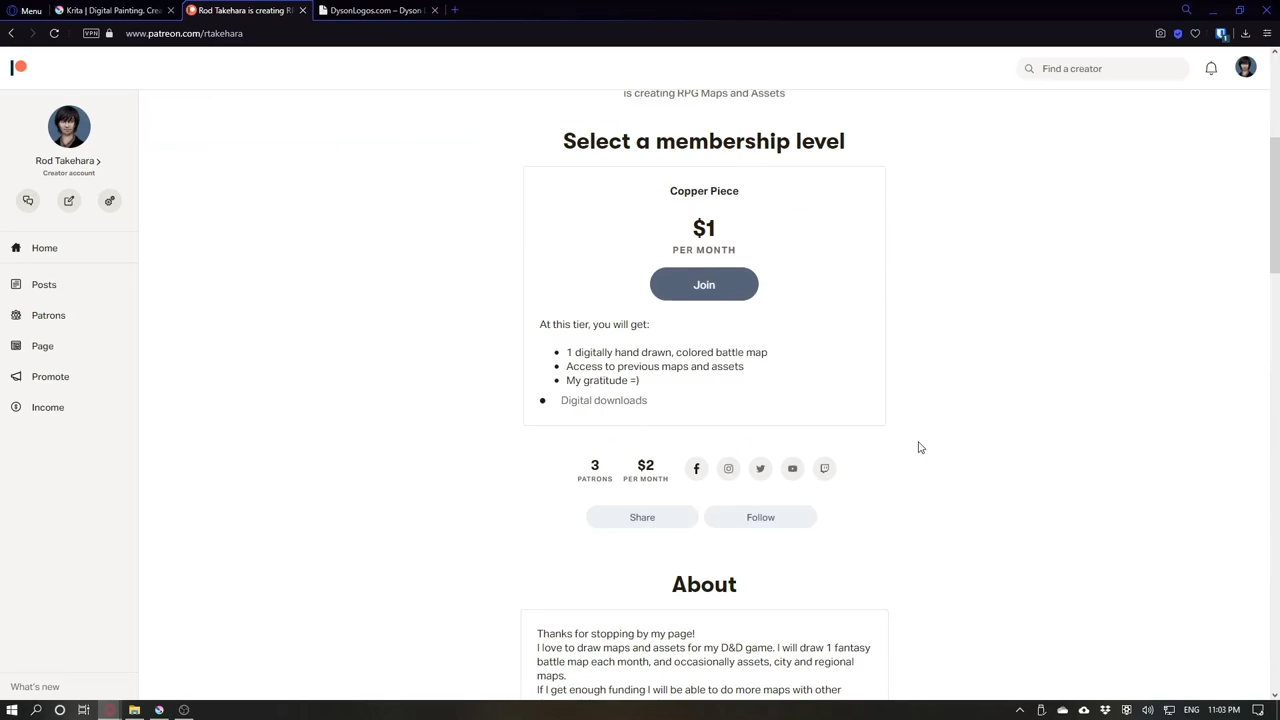 Menu
Krita | Digital Painting. Cre
Rod Takehara is creating RP
DysonLogos.com – Dyson
VPN
www.patreon.com/rtakehara
Find a creator
Rod Takehara
Creator account
Home
Posts
Patrons
Page
Promote
Income
What's new
is creating RPG Maps and Assets
Select a membership level
Copper Piece
$1
PER MONTH
Join
At this tier, you will get:
1 digitally hand drawn, colored battle map
Access to previous maps and assets
My gratitude =)
Digital downloads
3
PATRONS
$2
PER MONTH
Share
Follow
About
Thanks for stopping by my page!
I love to draw maps and assets for my D&D game. I will draw 1 fantasy
battle map each month, and occasionally assets, city and regional
maps.
If I get enough funding I will be able to do more maps with other
ENG
11:03 PM